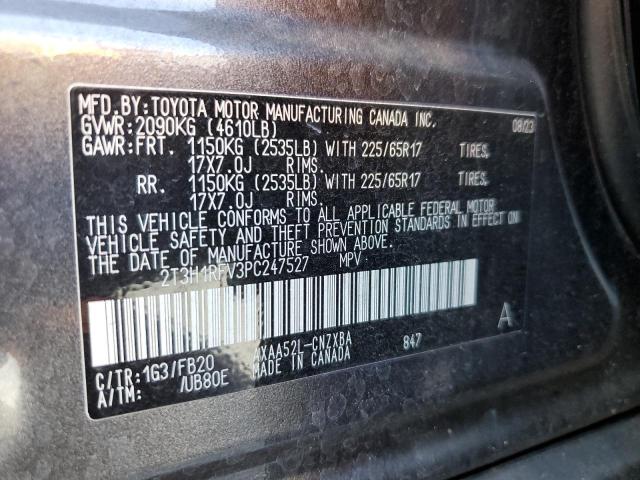 MFD.BY:TOYOTA MOTOR MANUFACTURING CANADA INC.
GVWR:2090KG (4610LB) 08/23
GAWR:FRT. 1150KG (2535LB) WITH 225/65R17 TIRES,
17X7.0J RIMS.
RR. 1150KG (2535LB) WITH 225/65R17 TIRES,
17X7.0J RIMS.
THIS VEHICLE CONFORMS TO ALL APPLICABLE FEDERAL MOTOR
VEHICLE SAFETY AND THEFT PREVENTION STANDARDS IN EFFECT ON
THE DATE OF MANUFACTURE SHOWN ABOVE.
2T3H1RFV3PC247527 MPV
A
C/TR:1G3/FB20 AXAA52L-CNZXBA 847
A/TM: /UB80E MADE IN CANADA